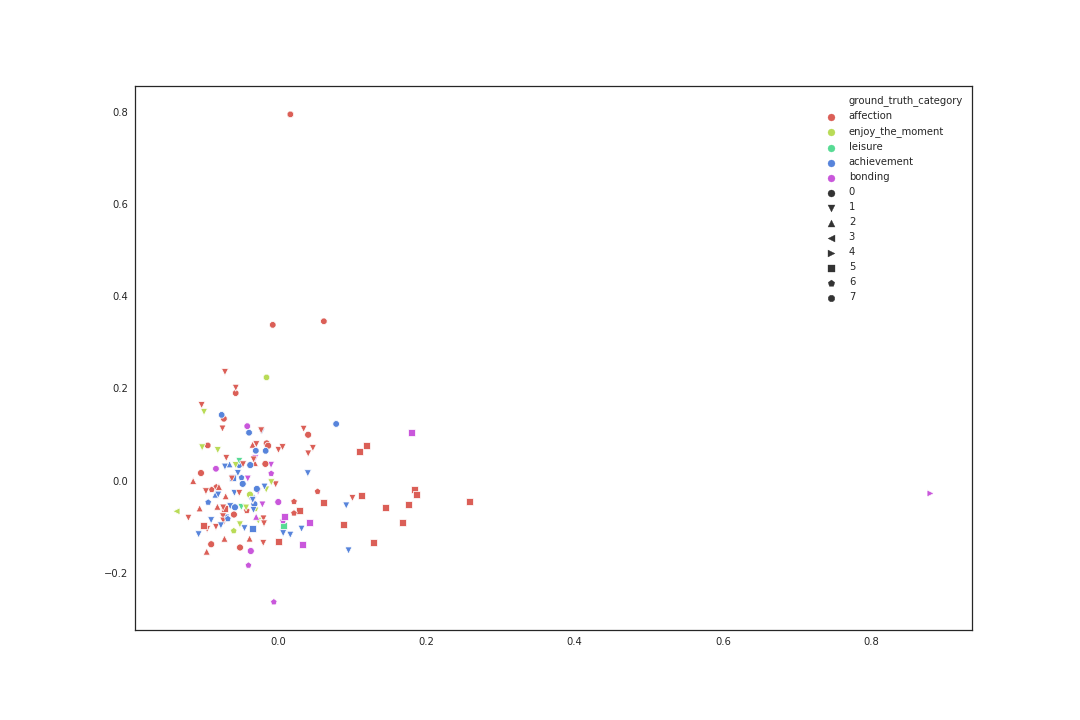 ground_truth_category
affection
enjoy_the_moment
leisure
achievement
bonding
0
1
2
3
4
5
6
7
0.8
0.6
0.4
0.2
0.0
−0.2
0.0 0.2 0.4 0.6 0.8